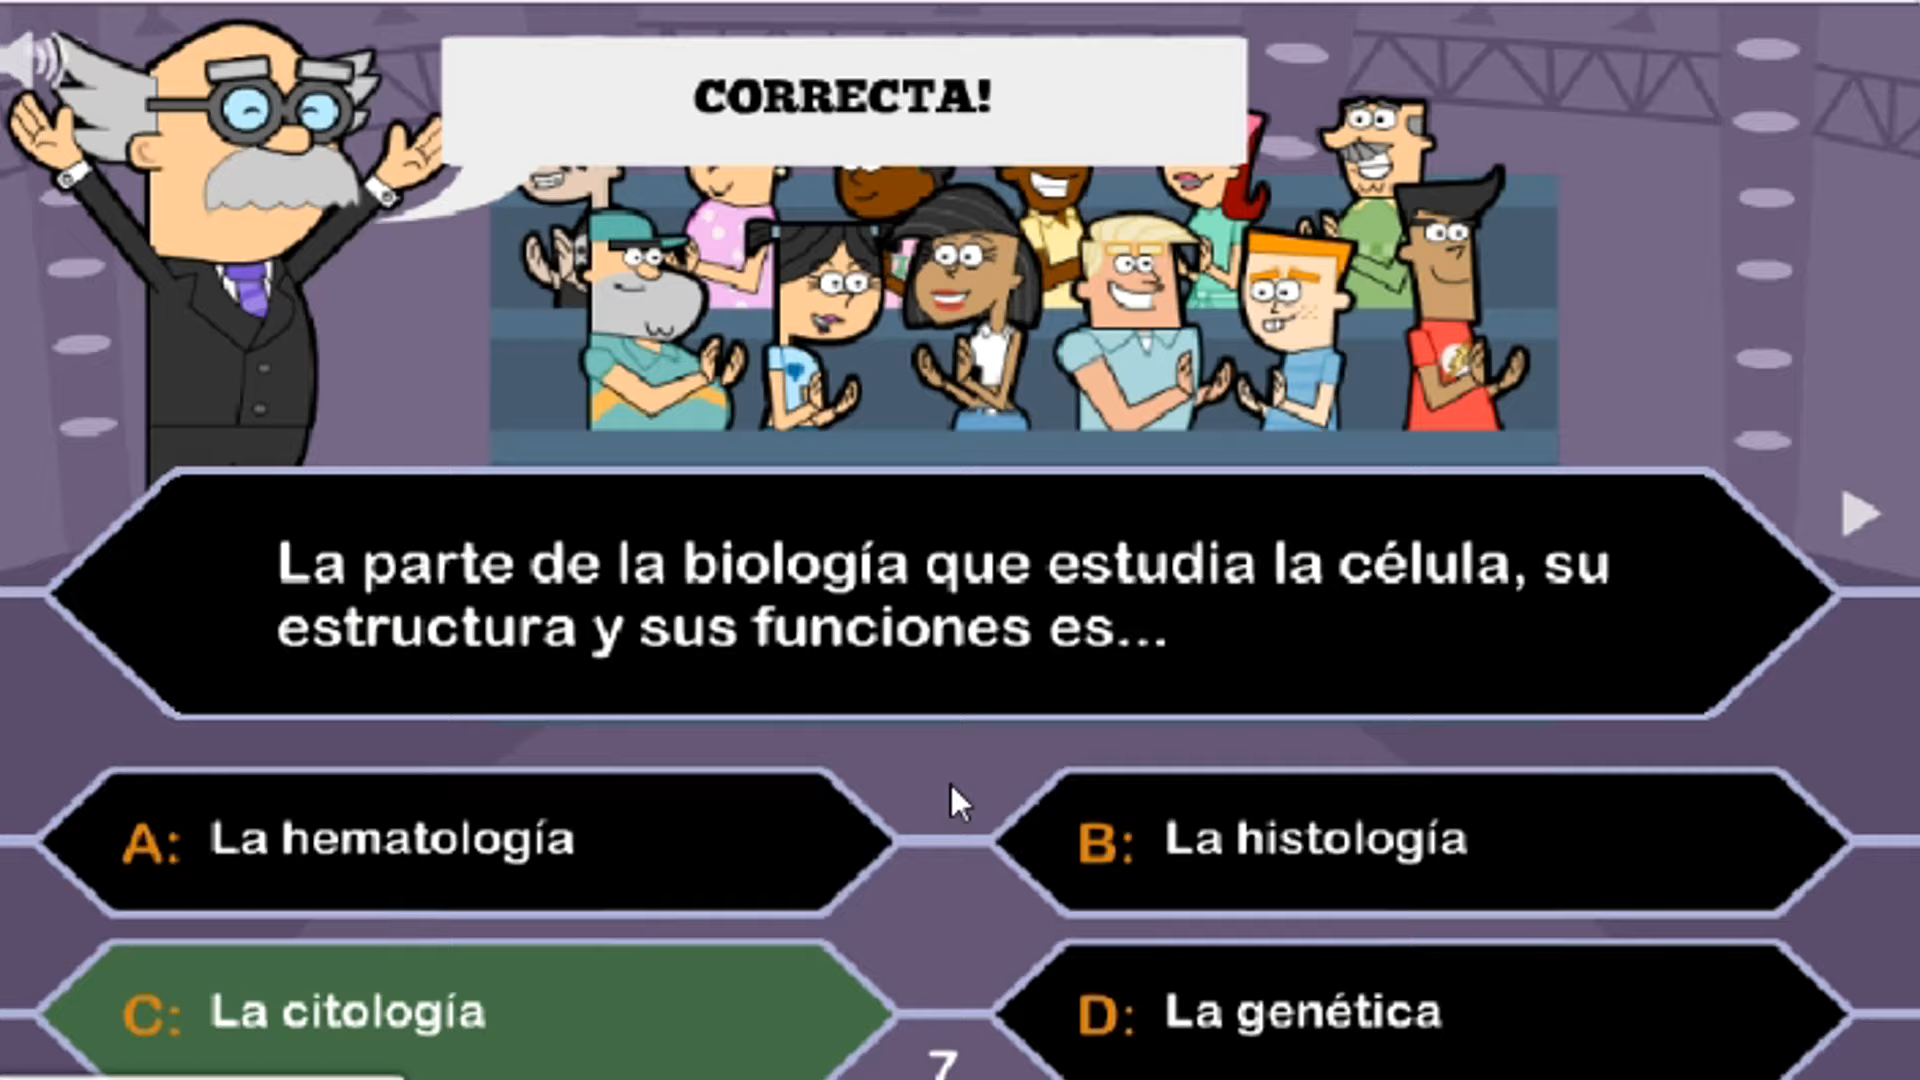 CORRECTA!
La parte de la biología que estudia la célula, su
estructura y sus funciones es...
A: La hematología
B: La histología
C: La citología
D: La genética
7